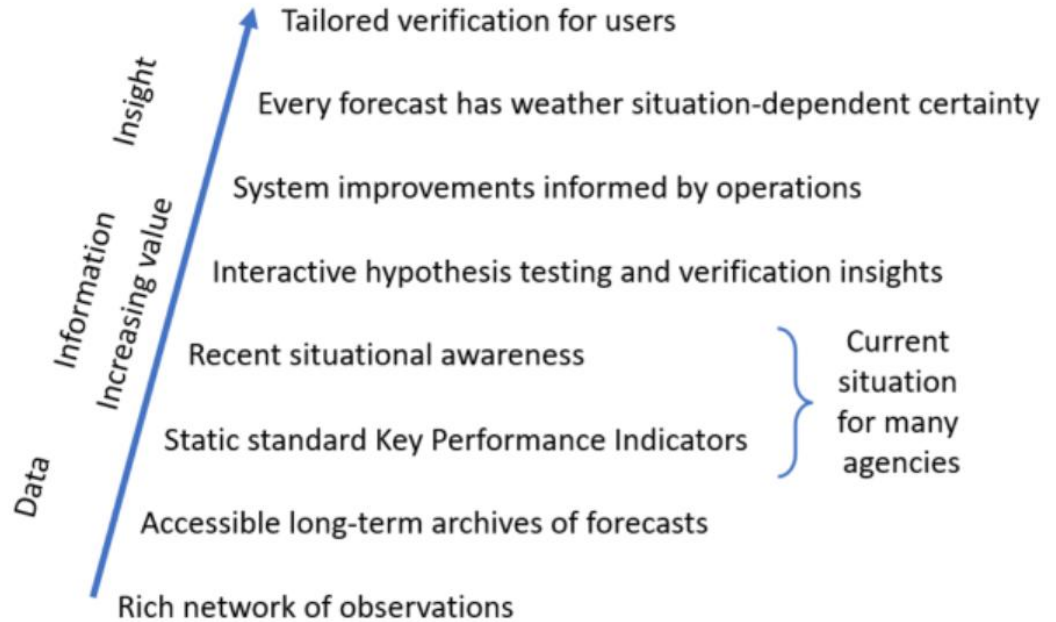 Tailored verification for users
Every forecast has weather situation-dependent certainty
System improvements informed by operations
Interactive hypothesis testing and verification insights
Recent situational awareness
Static standard Key Performance Indicators
Accessible long-term archives of forecasts
Rich network of observations
Insight
Information
Increasing value
Data
Current
situation
for many
agencies